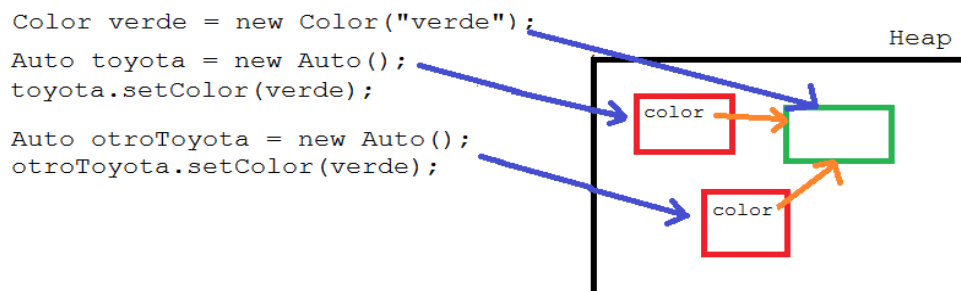 Color verde = new Color("verde");
Heap
Auto toyota = new Auto();
toyota.setColor(verde);
color
Auto otroToyota = new Auto();
otroToyota.setColor(verde);
color